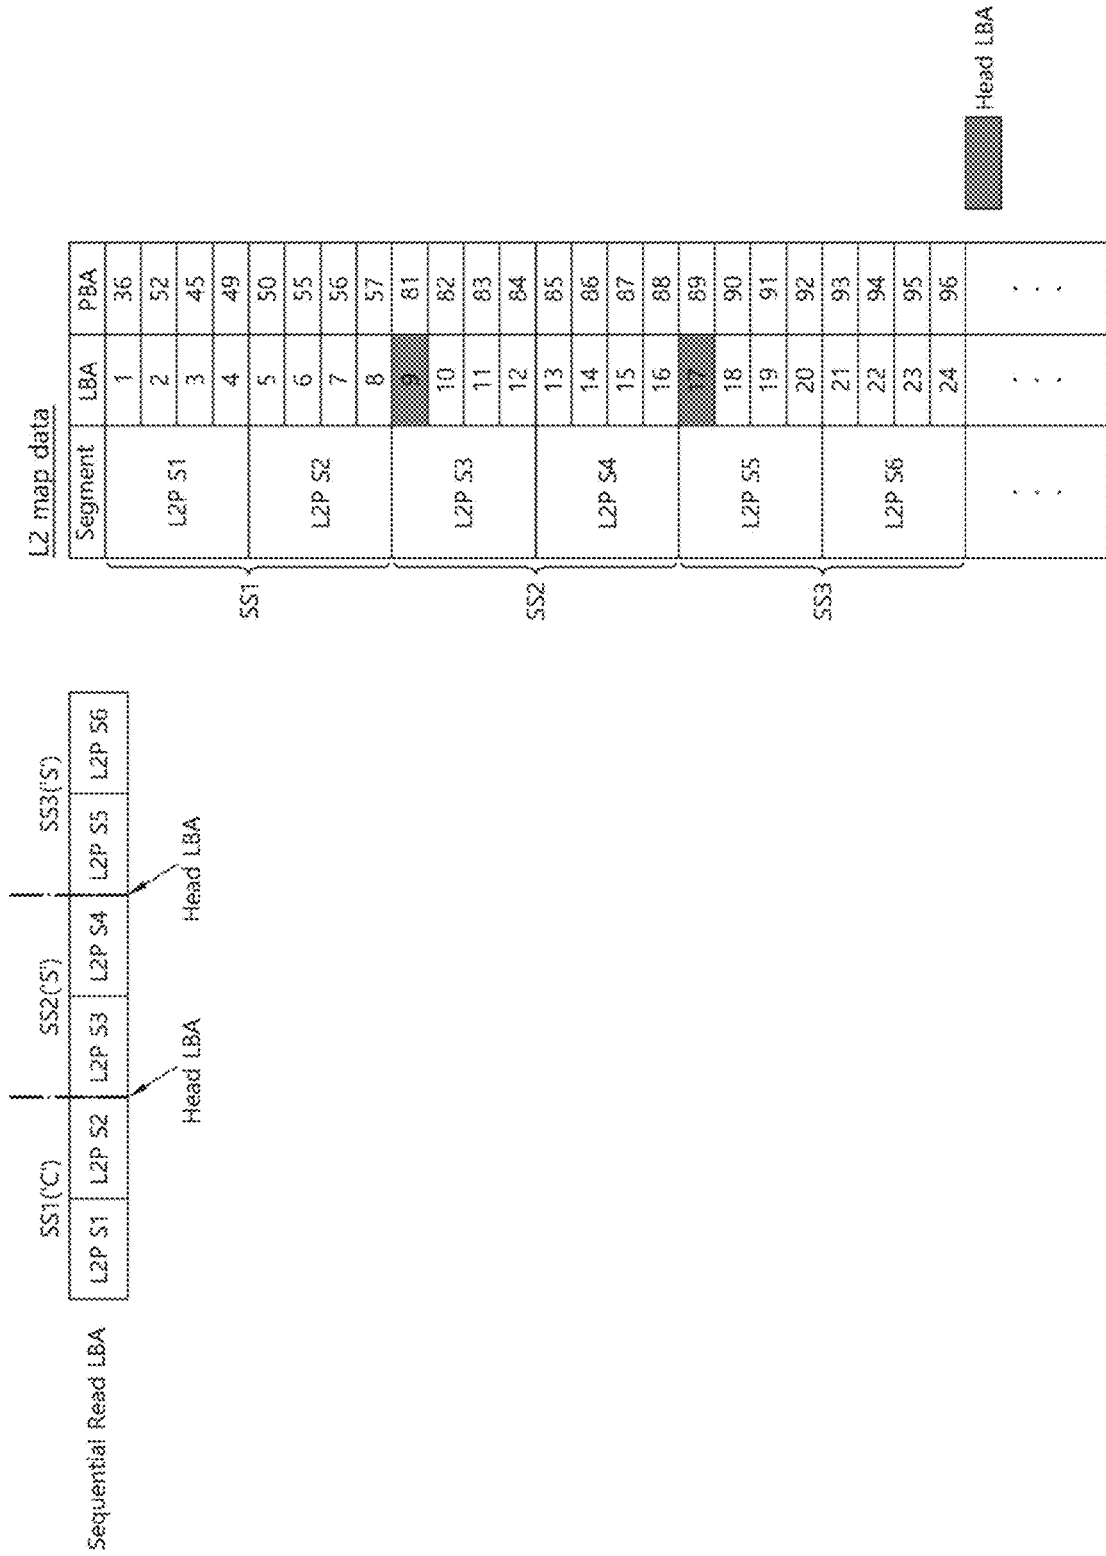 Sequential Read LBA
SS1('C') SS2('S') SS3('S')
L2P S1 L2P S2 L2P S3 L2P S4 L2P S5 L2P S6
Head LBA Head LBA
L2 map data
Segment LBA PBA
SS1
L2P S1
1 36
2 52
3 45
4 49
L2P S2
5 50
6 55
7 56
8 57
SS2
L2P S3
9 81
10 82
11 83
12 84
L2P S4
13 85
14 86
15 87
16 88
SS3
L2P S5
17 89
18 90
19 91
20 92
L2P S6
21 93
22 94
23 95
24 96
. . . . . . . . .
Head LBA